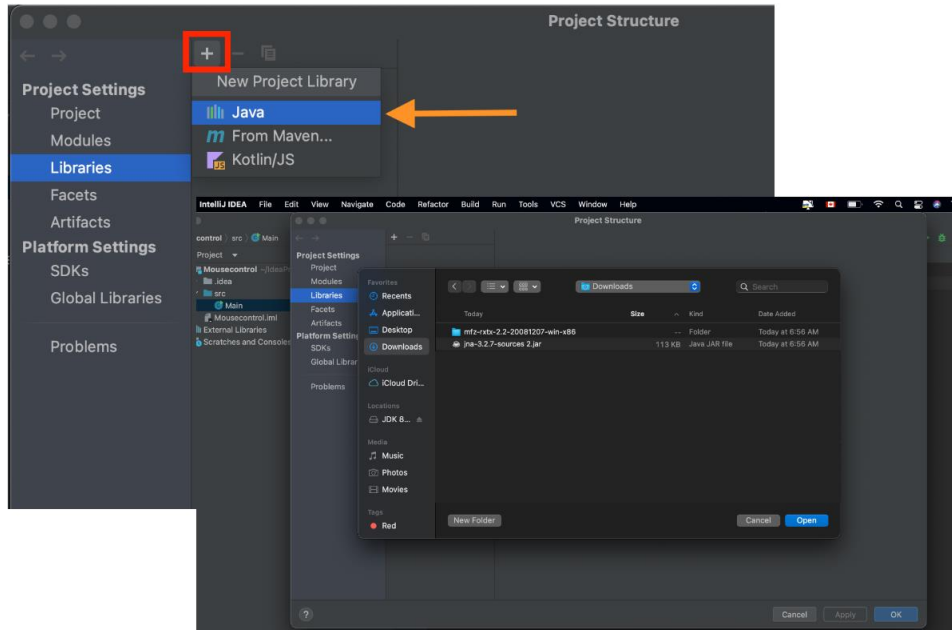 Project Structure
New Project Library
Project Settings
Project
Java
Modules
From Maven...
Libraries
Kotlin/JS
Facets
Artifacts
Platform Settings
SDKs
Global Libraries
Problems
IntelliJ IDEA File Edit View Navigate Code Refactor Build Run Tools VCS Window Help
Project Structure
control src Main
Project
Mousecontrol
.idea
src
Main
Mousecontrol.iml
External Libraries
Scratches and Consoles
Project Settings
Project
Modules
Libraries
Facets
Artifacts
Platform Setting
SDKs
Global Librar
Problems
Favorites
Recents
Applicati...
Desktop
Downloads
iCloud
iCloud Dri...
Locations
JDK 8...
Media
Music
Photos
Movies
Tags
Red
Downloads
Search
Today Size Kind Date Added
mfz-rxtx-2.2-20081207-win-x86 -- Folder Today at 6:56 AM
jna-3.2.7-sources 2.jar 113 KB Java JAR file Today at 6:56 AM
New Folder Cancel Open
? Cancel Apply OK